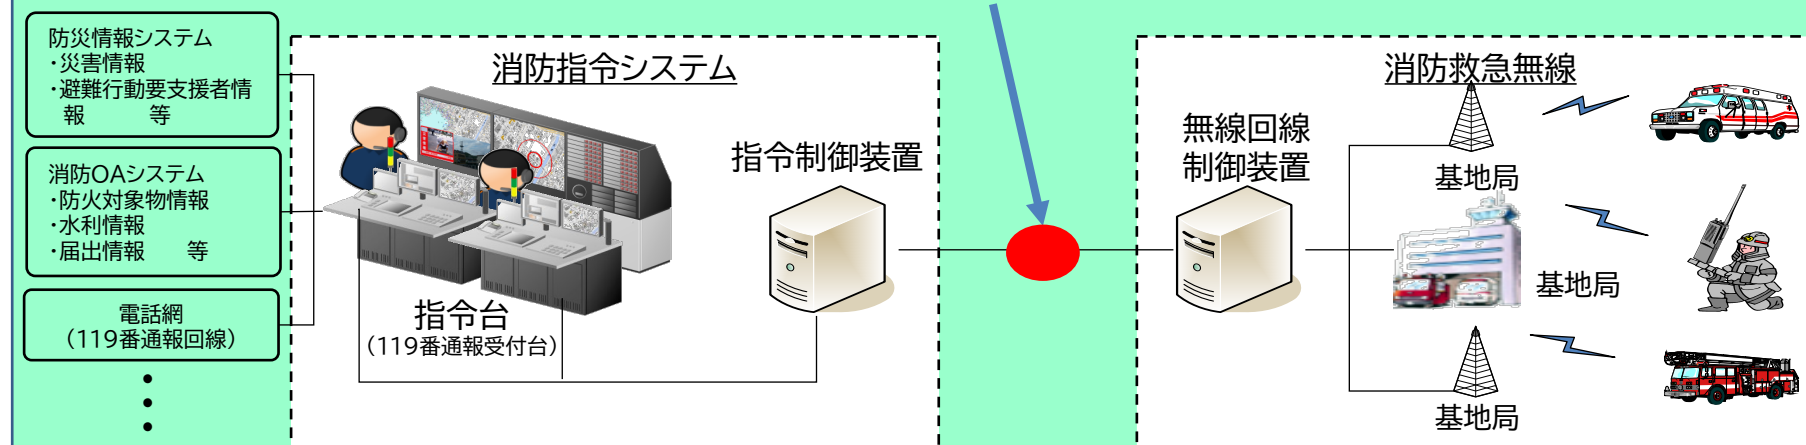 防災情報システム
・災害情報
・避難行動要支援者情
報　　　等
消防OAシステム
・防火対象物情報
・水利情報
・届出情報　　等
電話網
（119番通報回線）
・
・
・
消防指令システム
指令制御装置
指令台
（119番通報受付台）
消防救急無線
無線回線
制御装置
基地局
基地局
基地局